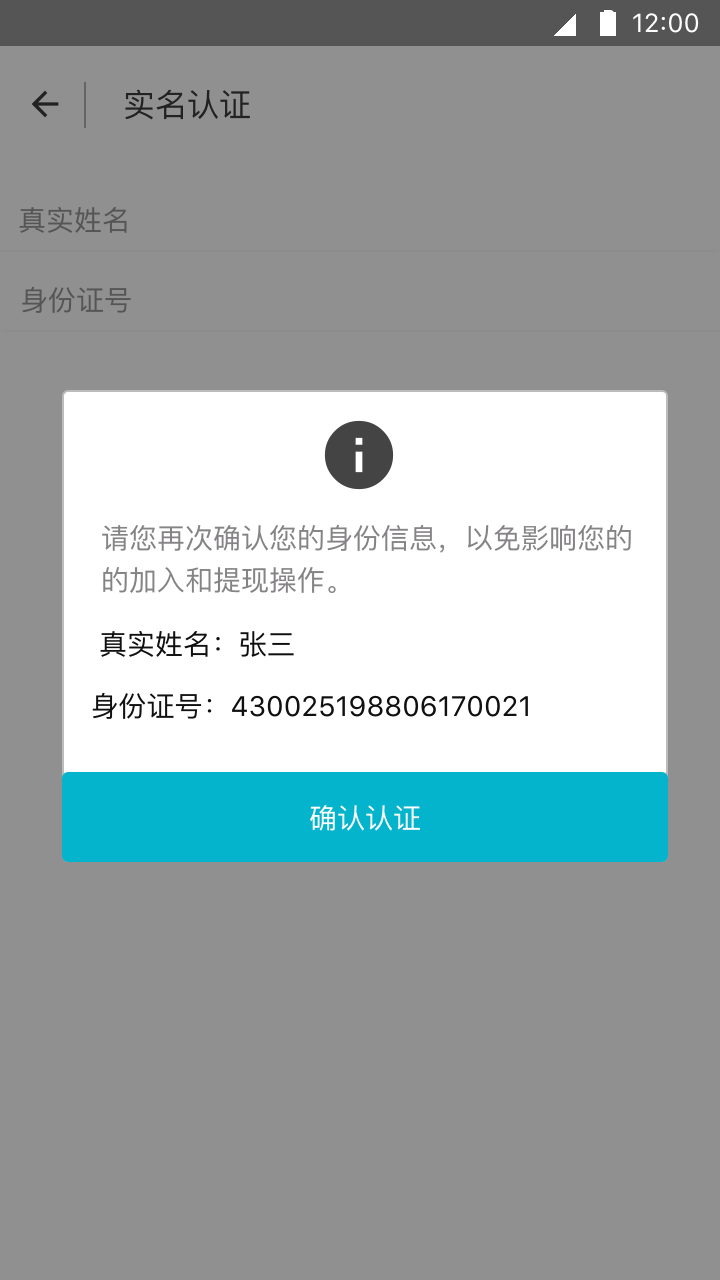 12:00
实名认证
真实姓名
身份证号
请您再次确认您的身份信息，以免影响您的
的加入和提现操作。
真实姓名：张三
身份证号：430025198806170021
确认认证